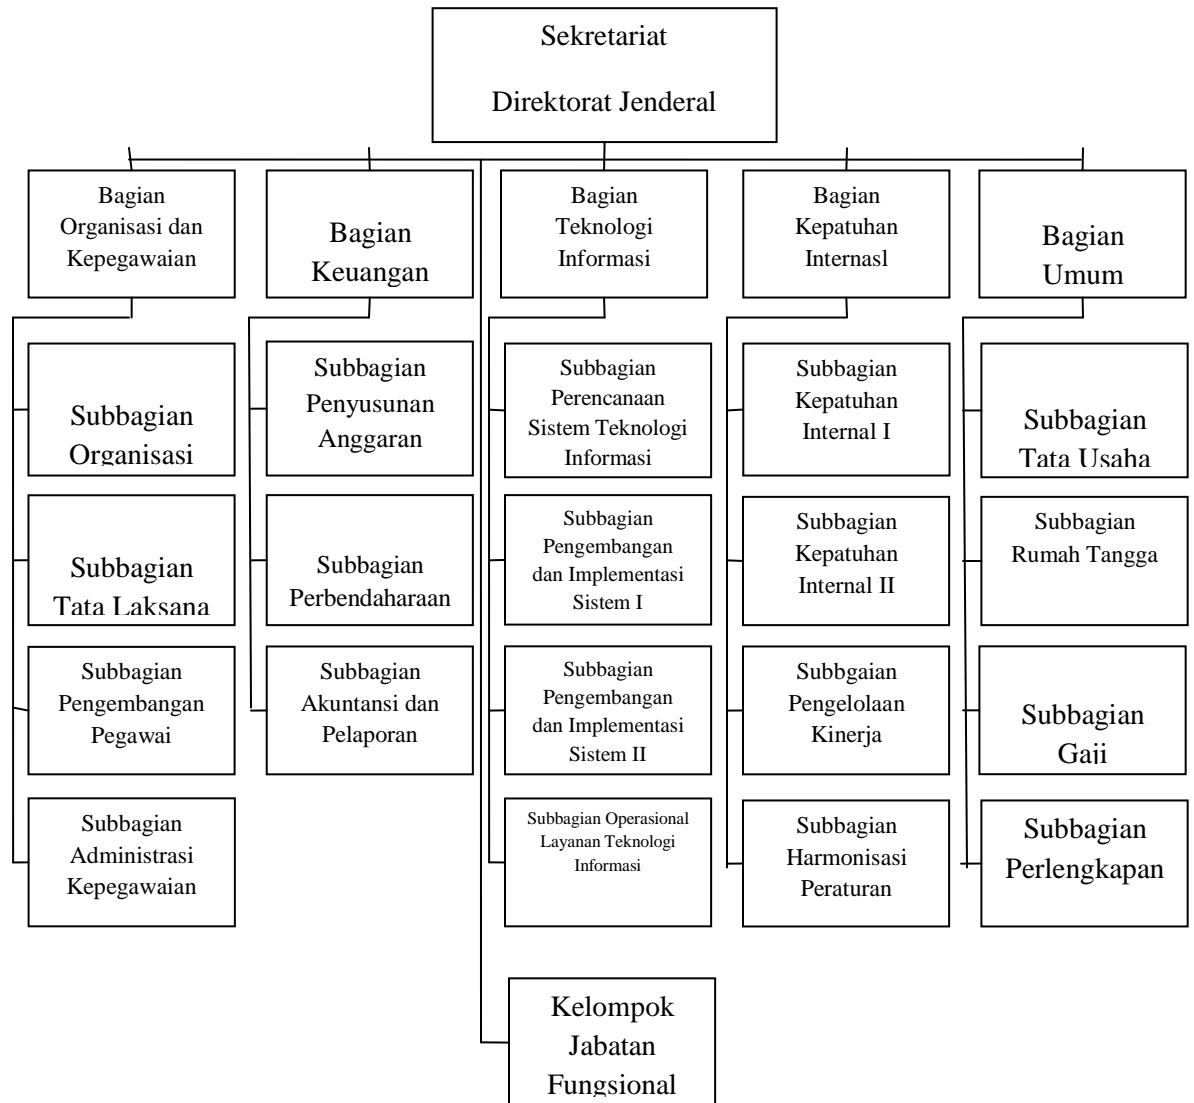 Sekretariat
Direktorat Jenderal
Bagian
Organisasi dan
Kepegawaian
Bagian
Keuangan
Bagian
Teknologi
Informasi
Bagian
Kepatuhan
Internasl
Bagian
Umum
Subbagian
Organisasi
Subbagian
Penyusunan
Anggaran
Subbagian
Perencanaan
Sistem Teknologi
Informasi
Subbagian
Kepatuhan
Internal I
Subbagian
Tata Usaha
Subbagian
Tata Laksana
Subbagian
Perbendaharaan
Subbagian
Pengembangan
dan Implementasi
Sistem I
Subbgaian
Kepatuhan
Internal II
Subbagian
Rumah Tangga
Subbagian
Pengembangan
Pegawai
Subbagian
Akuntansi dan
Pelaporan
Subbagian
Pengembangan
dan Implementasi
Sistem II
Subbgaian
Pengelolaan
Kinerja
Subbagian
Gaji
Subbagian
Administrasi
Kepegawaian
Subbagian Operasional
Layanan Teknologi
Informasi
Subbagian
Harmonisasi
Peraturan
Subbagian
Perlengkapan
Kelompok
Jabatan
Fungsional